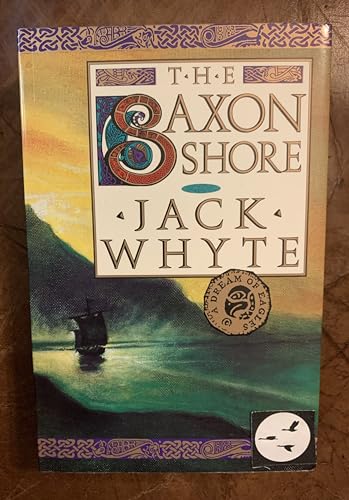 THE
SAXON
SHORE
JACK
WHYTE
A DREAM OF EAGLES